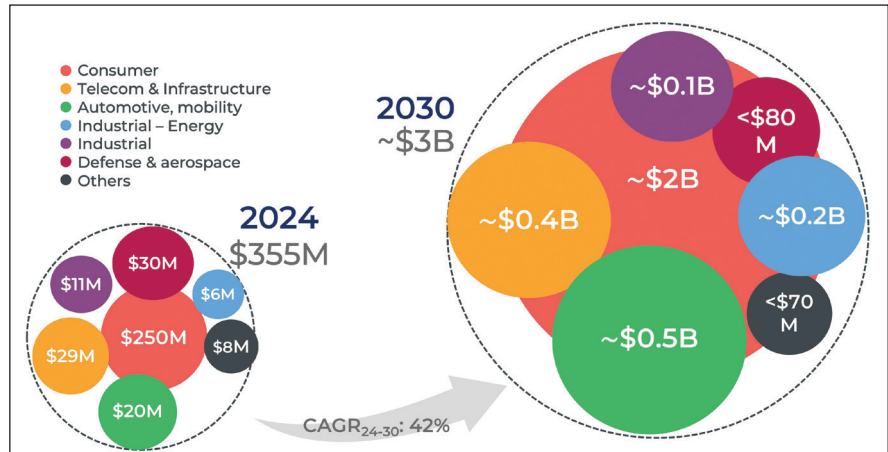 Consumer
Telecom & Infrastructure
Automotive, mobility
Industrial – Energy
Industrial
Defense & aerospace
Others
2024
$355M
$30M
$11M
$6M
$250M
$8M
$29M
$20M
CAGR24-30: 42%
2030
~$3B
~$0.1B
<$80
M
~$2B
~$0.4B
~$0.2B
<$70
M
~$0.5B